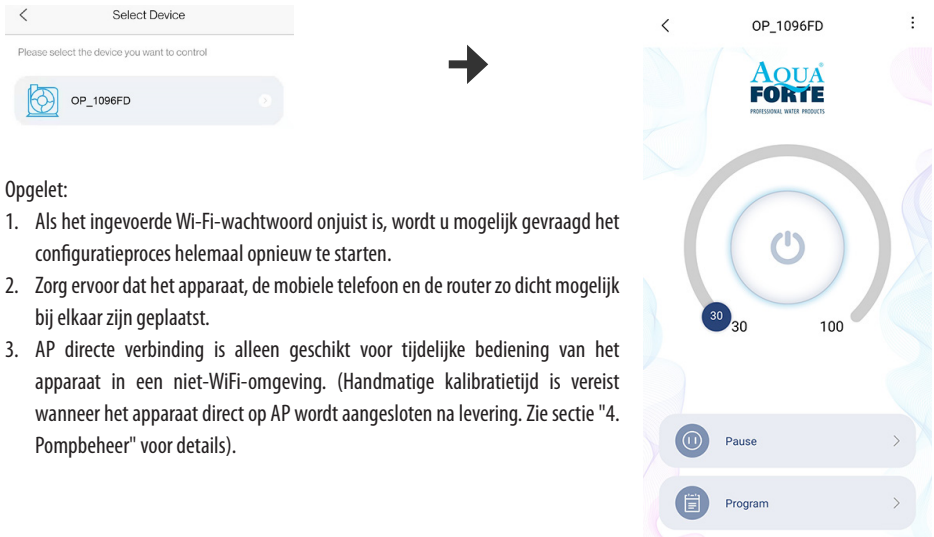 Select Device
Please select the device you want to control
OP_1096FD
Opgelet:
1. Als het ingevoerde Wi-Fi-wachtwoord onjuist is, wordt u mogelijk gevraagd het
configuratieproces helemaal opnieuw te starten.
2. Zorg ervoor dat het apparaat, de mobiele telefoon en de router zo dicht mogelijk
bij elkaar zijn geplaatst.
3. AP directe verbinding is alleen geschikt voor tijdelijke bediening van het
apparaat in een niet-WiFi-omgeving. (Handmatige kalibratietijd is vereist
wanneer het apparaat direct op AP wordt aangesloten na levering. Zie sectie "4.
Pompbeheer" voor details).
OP_1096FD
AQUA
FORTE
PROFESSIONAL WATER PRODUCTS
30
30 100
Pause
Program